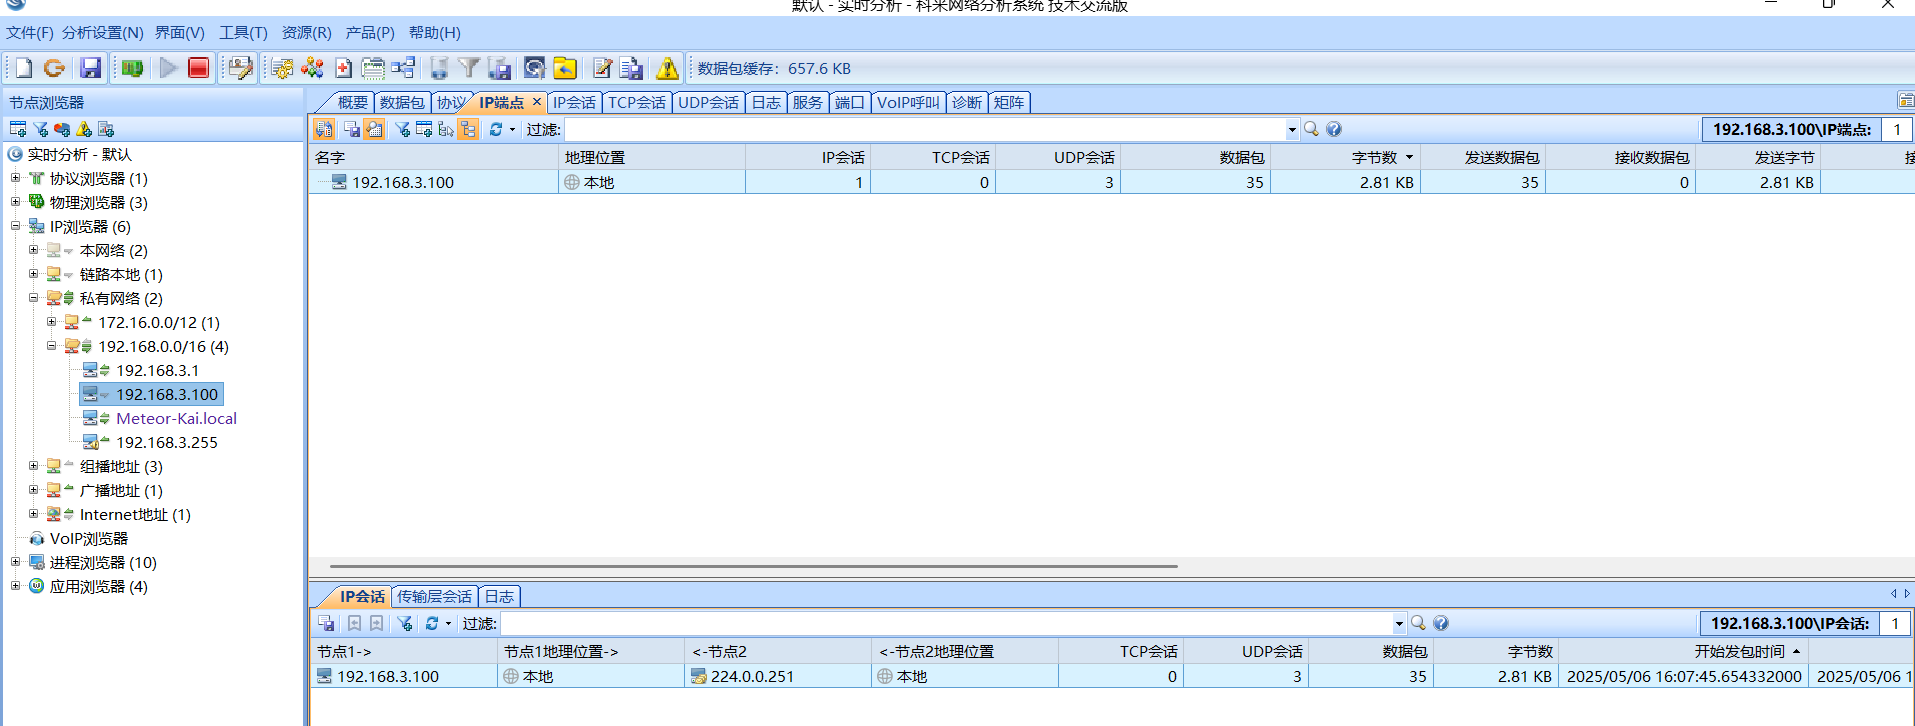 默认 - 实时分析 - 科来网络分析系统 技术交流版
文件(F) 分析设置(N) 界面(V) 工具(T) 资源(R) 产品(P) 帮助(H)
数据包缓存: 657.6 KB
节点浏览器
实时分析 - 默认
协议浏览器 (1)
物理浏览器 (3)
IP浏览器 (6)
本网络 (2)
链路本地 (1)
私有网络 (2)
172.16.0.0/12 (1)
192.168.0.0/16 (4)
192.168.3.1
192.168.3.100
Meteor-Kai.local
192.168.3.255
组播地址 (3)
广播地址 (1)
Internet地址 (1)
VoIP浏览器
进程浏览器 (10)
应用浏览器 (4)
概要 数据包 协议 IP端点 IP会话 TCP会话 UDP会话 日志 服务 端口 VoIP呼叫 诊断 矩阵
过滤: 192.168.3.100\IP端点: 1
名字 地理位置 IP会话 TCP会话 UDP会话 数据包 字节数 发送数据包 接收数据包 发送字节
192.168.3.100 本地 1 0 3 35 2.81 KB 35 0 2.81 KB
IP会话 传输层会话 日志
过滤: 192.168.3.100\IP会话: 1
节点1-> 节点1地理位置-> <-节点2 <-节点2地理位置 TCP会话 UDP会话 数据包 字节数 开始发包时间
192.168.3.100 本地 224.0.0.251 本地 0 3 35 2.81 KB 2025/05/06 16:07:45.654332000 2025/05/06 1